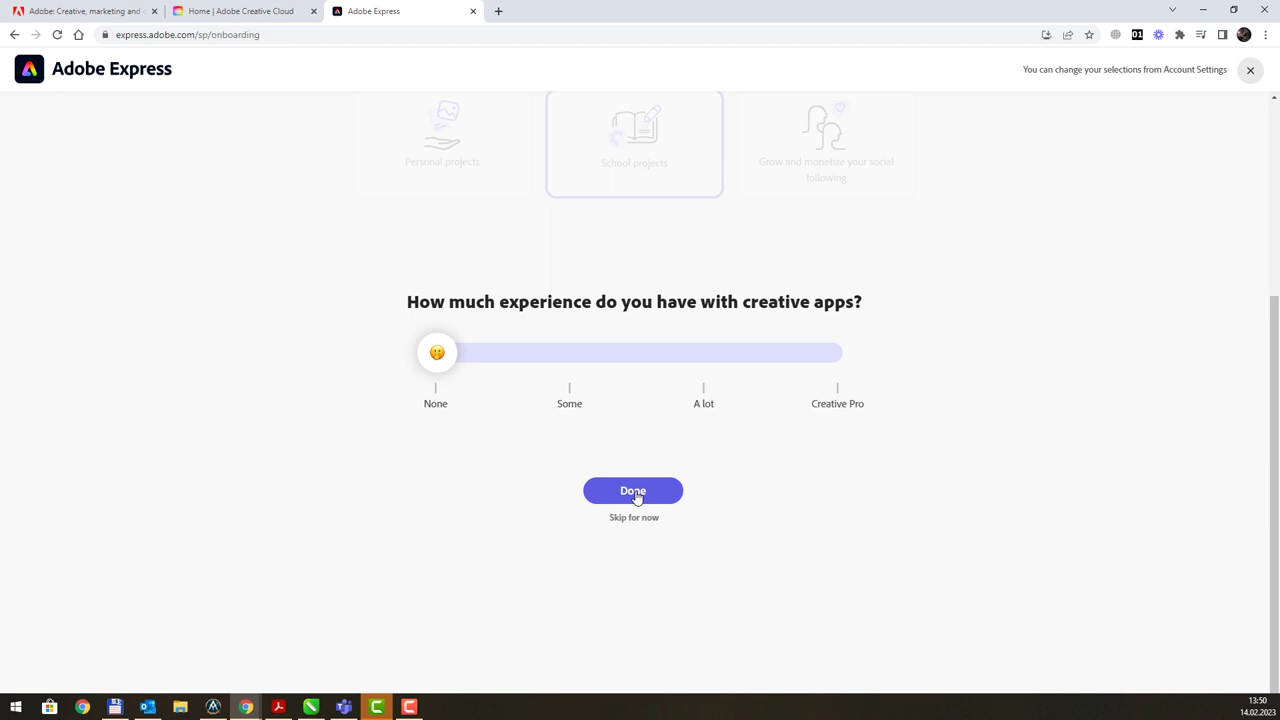 Adobe: Creative, marketing and
Home | Adobe Creative Cloud
Adobe Express
express.adobe.com/sp/onboarding
01
Adobe Express
You can change your selections from Account Settings
Personal projects
School projects
Grow and monetize your social
following
How much experience do you have with creative apps?
None
Some
A lot
Creative Pro
Done
Skip for now
13:50
14.02.2023